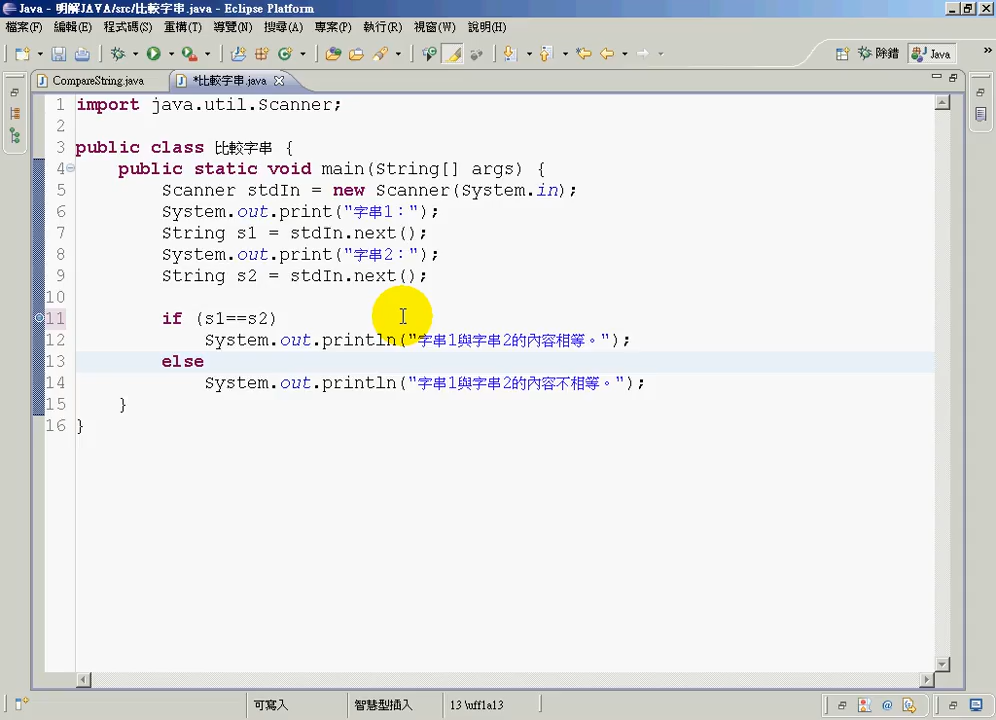 Java - 明解JAVA/src/比較字串.java - Eclipse Platform
檔案(F) 編輯(E) 程式碼(S) 重構(T) 導覽(N) 搜尋(A) 專案(P) 執行(R) 視窗(W) 說明(H)
除錯 Java »
CompareString.java *比較字串.java
1 import java.util.Scanner;
2
3 public class 比較字串 {
4 public static void main(String[] args) {
5 Scanner stdIn = new Scanner(System.in);
6 System.out.print("字串1：");
7 String s1 = stdIn.next();
8 System.out.print("字串2：");
9 String s2 = stdIn.next();
10
11 if (s1==s2)
12 System.out.println("字串1與字串2的內容相等。");
13 else
14 System.out.println("字串1與字串2的內容不相等。");
15 }
16 }
可寫入 智慧型插入 13 \uff1a13